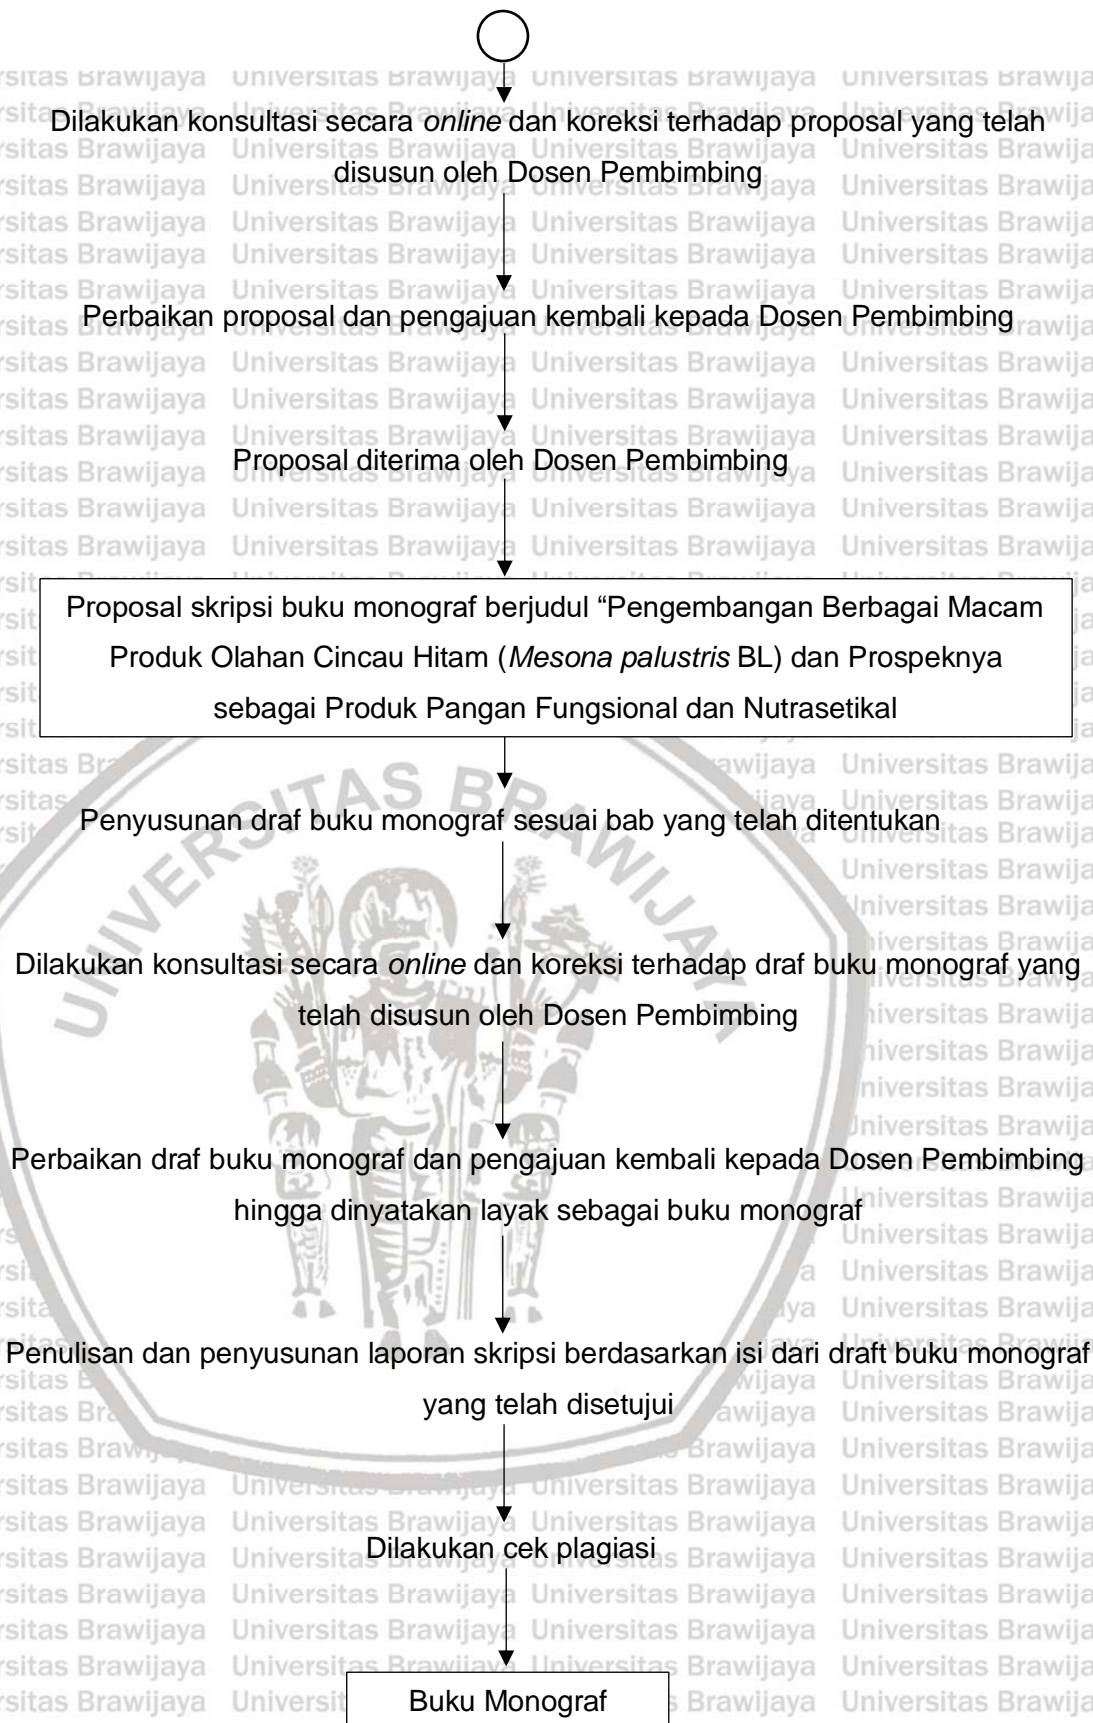 Dilakukan konsultasi secara online dan koreksi terhadap proposal yang telah
disusun oleh Dosen Pembimbing
Perbaikan proposal dan pengajuan kembali kepada Dosen Pembimbing
Proposal diterima oleh Dosen Pembimbing
Proposal skripsi buku monograf berjudul “Pengembangan Berbagai Macam
Produk Olahan Cincau Hitam (Mesona palustris BL) dan Prospeknya
sebagai Produk Pangan Fungsional dan Nutrasetikal
UNIVERSITAS BRAWIJAYA
Penyusunan draf buku monograf sesuai bab yang telah ditentukan
Dilakukan konsultasi secara online dan koreksi terhadap draf buku monograf yang
telah disusun oleh Dosen Pembimbing
Perbaikan draf buku monograf dan pengajuan kembali kepada Dosen Pembimbing
hand hingga dinyatakan layak sebagai buku monograf
Penulisan dan penyusunan laporan skripsi berdasarkan isi dari draft buku monograf
yang telah disetujui
Dilakukan cek plagiasi
Buku Monograf